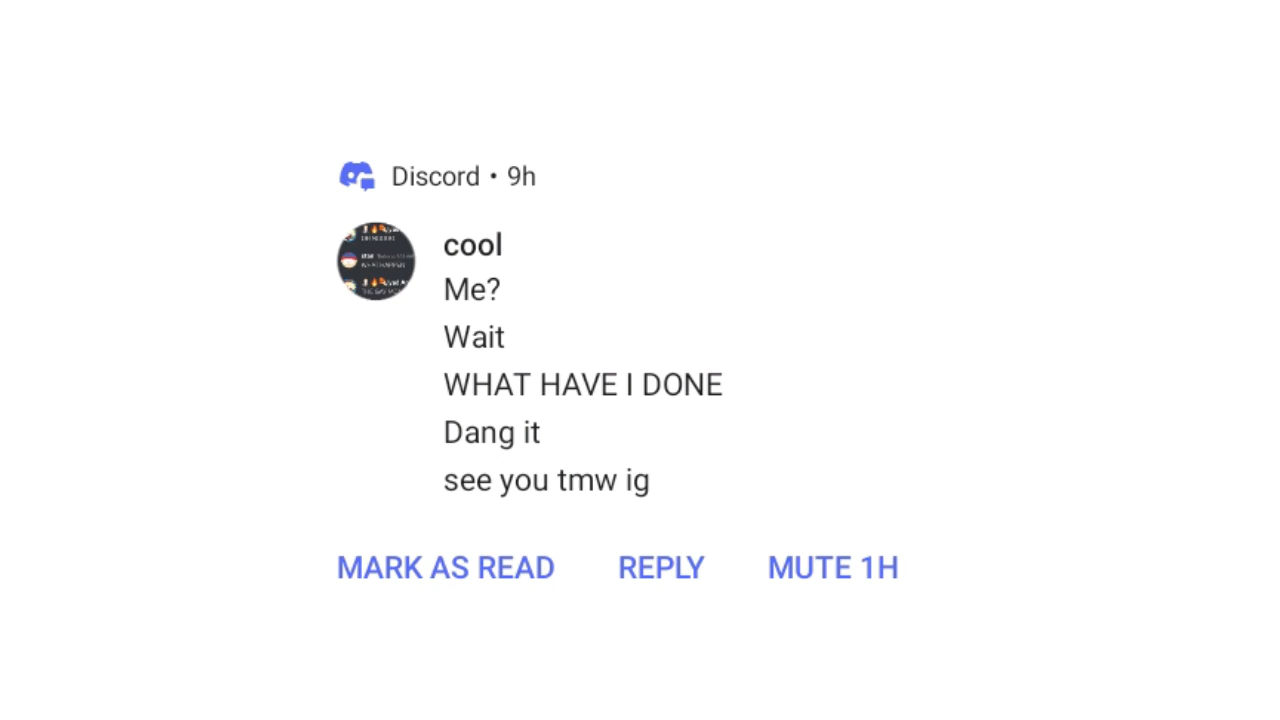 Discord • 9h
cool
Me?
Wait
WHAT HAVE I DONE
Dang it
see you tmw ig
MARK AS READ REPLY MUTE 1H